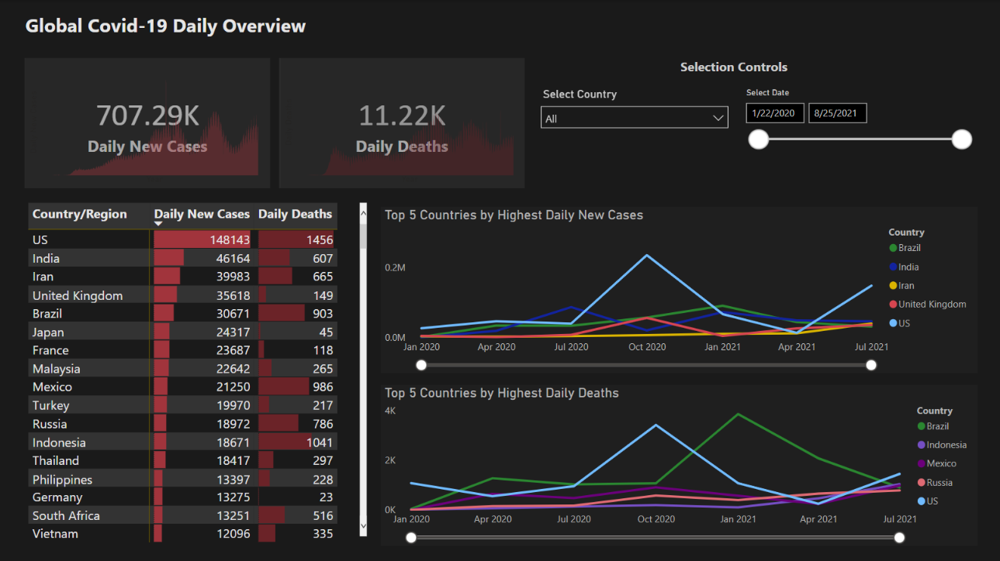 Global Covid-19 Daily Overview
707.29K
Daily New Cases
11.22K
Daily Deaths
Selection Controls
Select Country
All
Select Date
1/22/2020 8/25/2021
Country/Region Daily New Cases Daily Deaths
US 148143 1456
India 46164 607
Iran 39983 665
United Kingdom 35618 149
Brazil 30671 903
Japan 24317 45
France 23687 118
Malaysia 22642 265
Mexico 21250 986
Turkey 19970 217
Russia 18972 786
Indonesia 18671 1041
Thailand 18417 297
Philippines 13397 228
Germany 13275 23
South Africa 13251 516
Vietnam 12096 335
Top 5 Countries by Highest Daily New Cases
0.2M
0.0M
Jan 2020 Apr 2020 Jul 2020 Oct 2020 Jan 2021 Apr 2021 Jul 2021
Country
Brazil
India
Iran
United Kingdom
US
Top 5 Countries by Highest Daily Deaths
4K
2K
0K
Jan 2020 Apr 2020 Jul 2020 Oct 2020 Jan 2021 Apr 2021 Jul 2021
Country
Brazil
Indonesia
Mexico
Russia
US